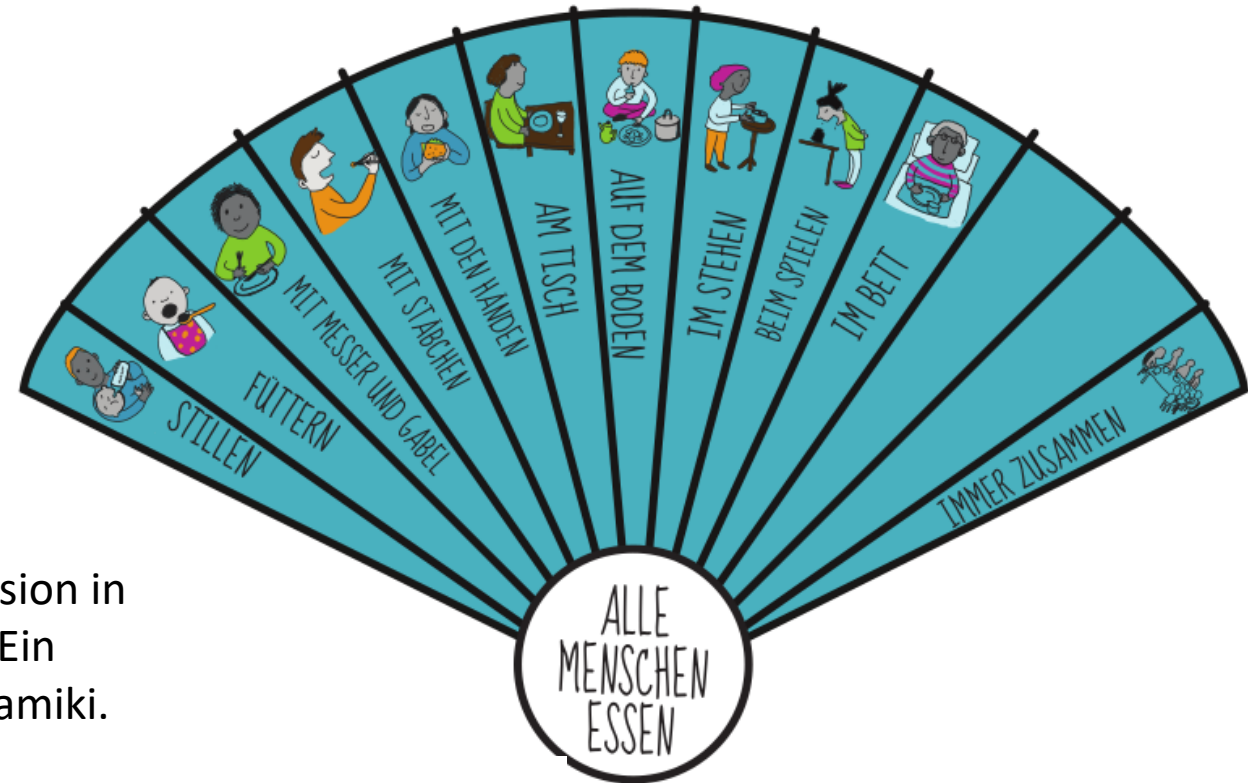 STILLEN
FÜTTERN
MIT MESSER UND GABEL
MIT STÄBCHEN
MIT DEN HÄNDEN
AM TISCH
AUF DEM BODEN
IM STEHEN
BEIM SPIELEN
IM BETT
IMMER ZUSAMMEN
ALLE
MENSCHEN
ESSEN
sion in
Ein
amiki.